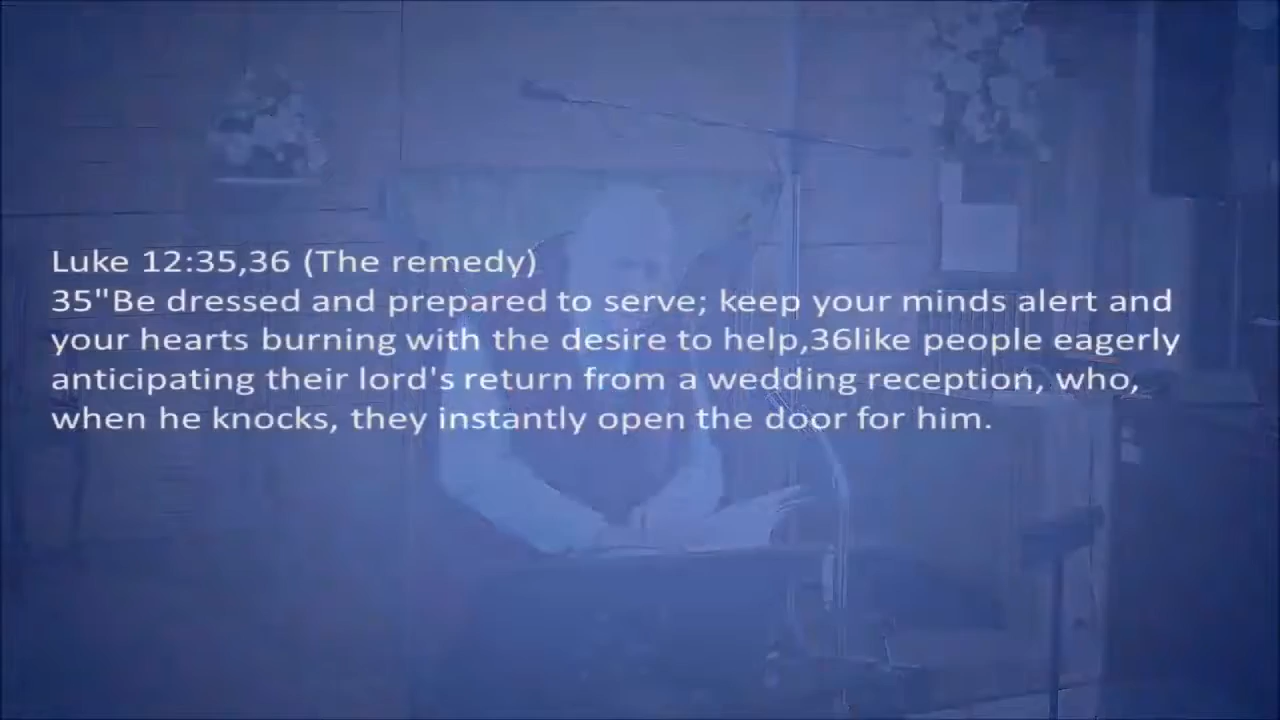 Luke 12:35,36 (The remedy)
35"Be dressed and prepared to serve; keep your minds alert and
your hearts burning with the desire to help,36like people eagerly
anticipating their lord's return from a wedding reception, who,
when he knocks, they instantly open the door for him.